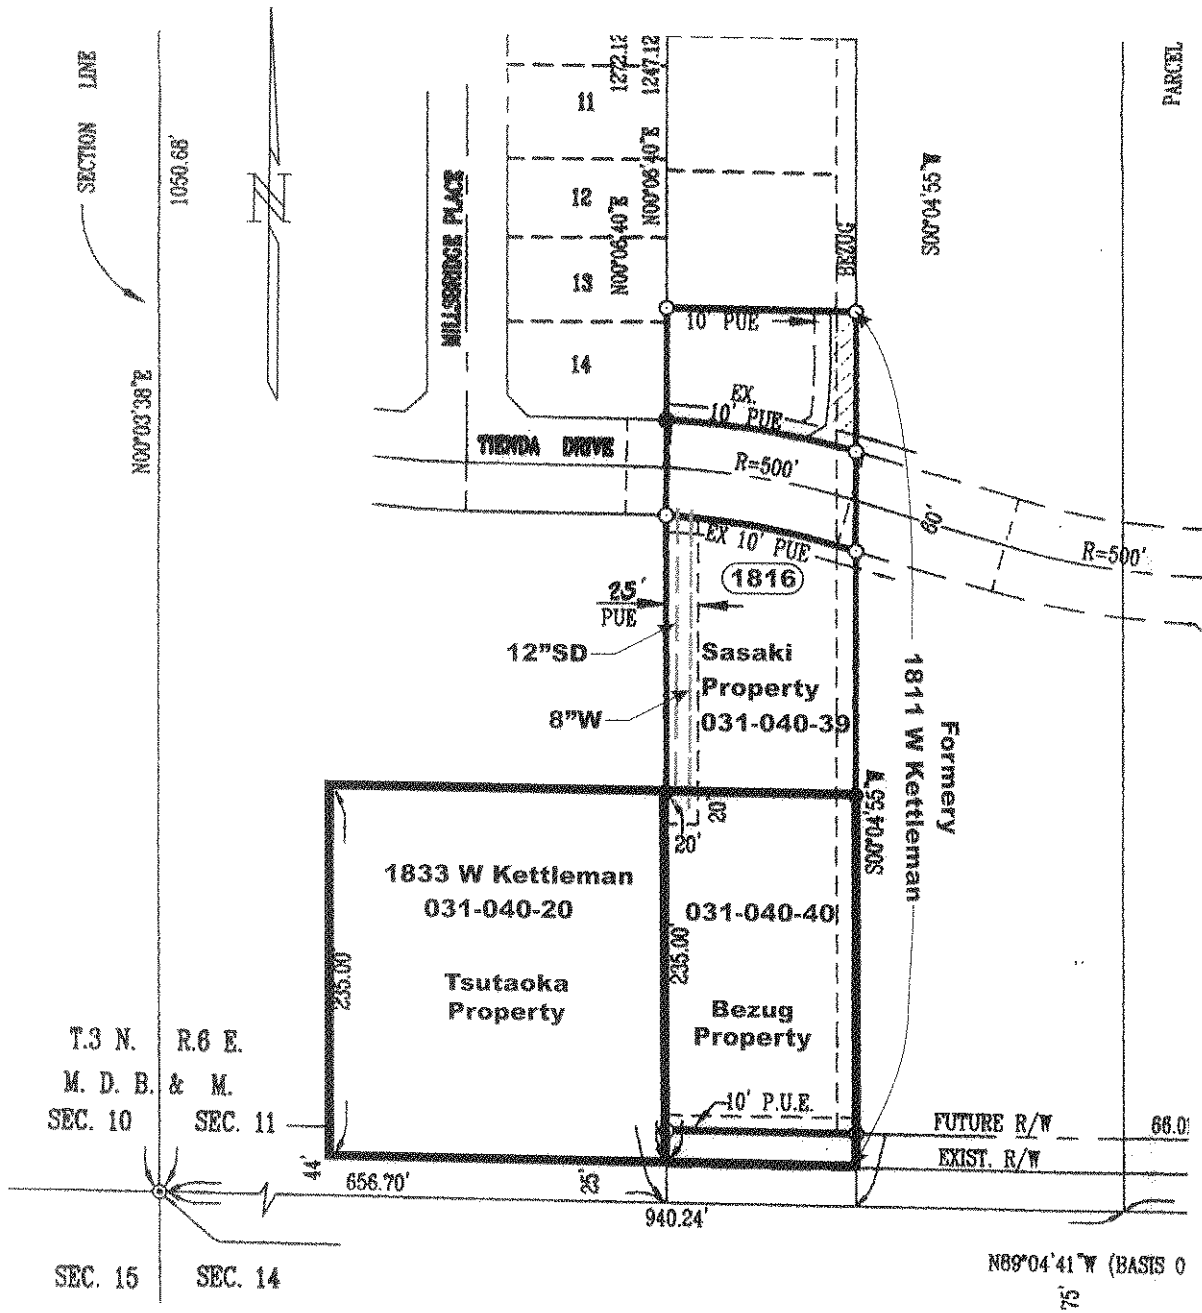 SECTION LINE
1050.68'
N00°03'38"E
N
MILLSBRIDGE PLACE
11
12
13
14
1272.12
1247.12
N00°06'40"E
N00°06'40"E
BEZUG
S00°04'55"W
PARCEL
10' PUE
EX.
10' PUE
TIENDA DRIVE
R=500'
60'
R=500'
EX 10' PUE
1816
25'
PUE
12"SD
8"W
Sasaki
Property
031-040-39
Formery
1811 W Kettleman
S00°04'55"W
20'
20'
1833 W Kettleman
031-040-20
Tsutaoka
Property
235.00'
031-040-40
235.00'
Bezug
Property
T.3 N. R.6 E.
M. D. B. & M.
SEC. 10 SEC. 11
10' P.U.E.
FUTURE R/W
66.0
EXIST. R/W
44'
656.70'
25'
940.24'
SEC. 15 SEC. 14
N89°04'41"W (BASIS O
75'